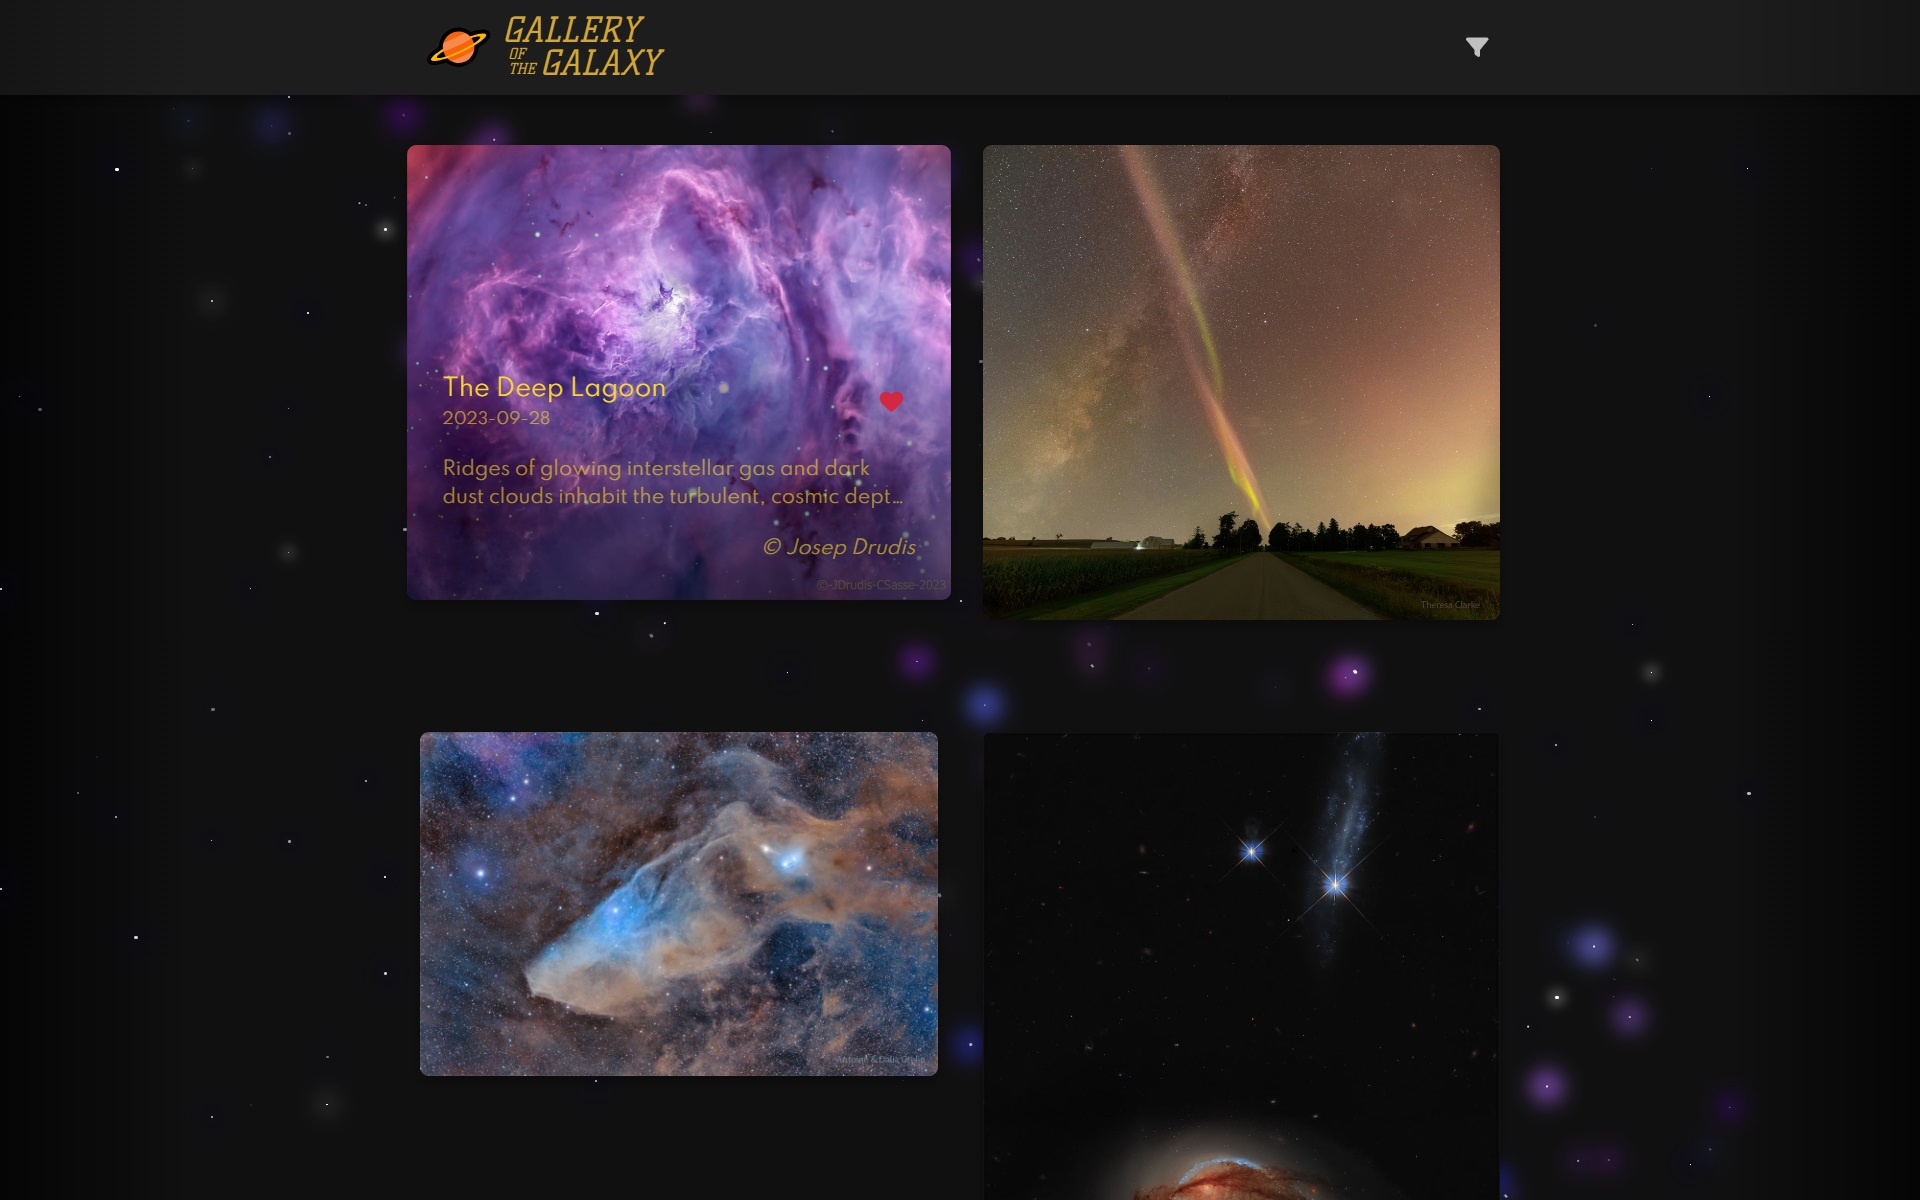 GALLERY
OF
THE GALAXY
The Deep Lagoon
2023-09-28
Ridges of glowing interstellar gas and dark
dust clouds inhabit the turbulent, cosmic dept…
© Josep Drudis
©-JDrudis-CSasse-2023
Theresa Clarke